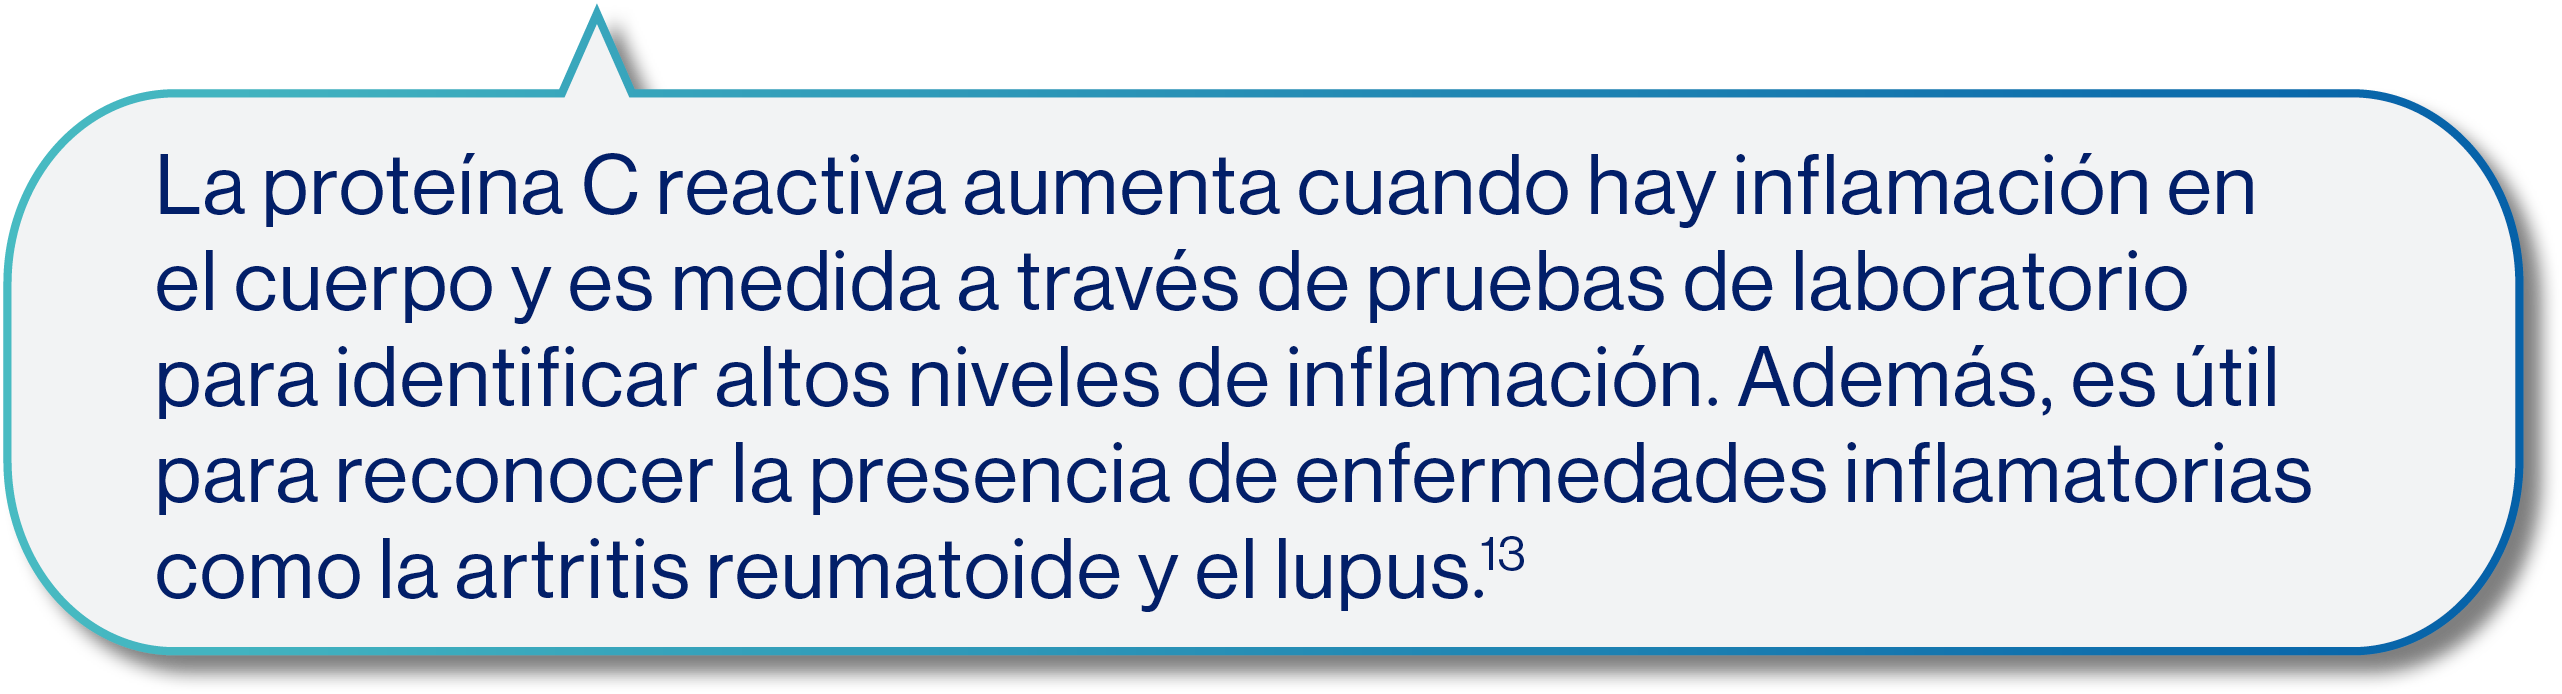 La proteína C reactiva aumenta cuando hay inflamación en
el cuerpo y es medida a través de pruebas de laboratorio
para identificar altos niveles de inflamación. Además, es útil
para reconocer la presencia de enfermedades inflamatorias
como la artritis reumatoide y el lupus.¹³